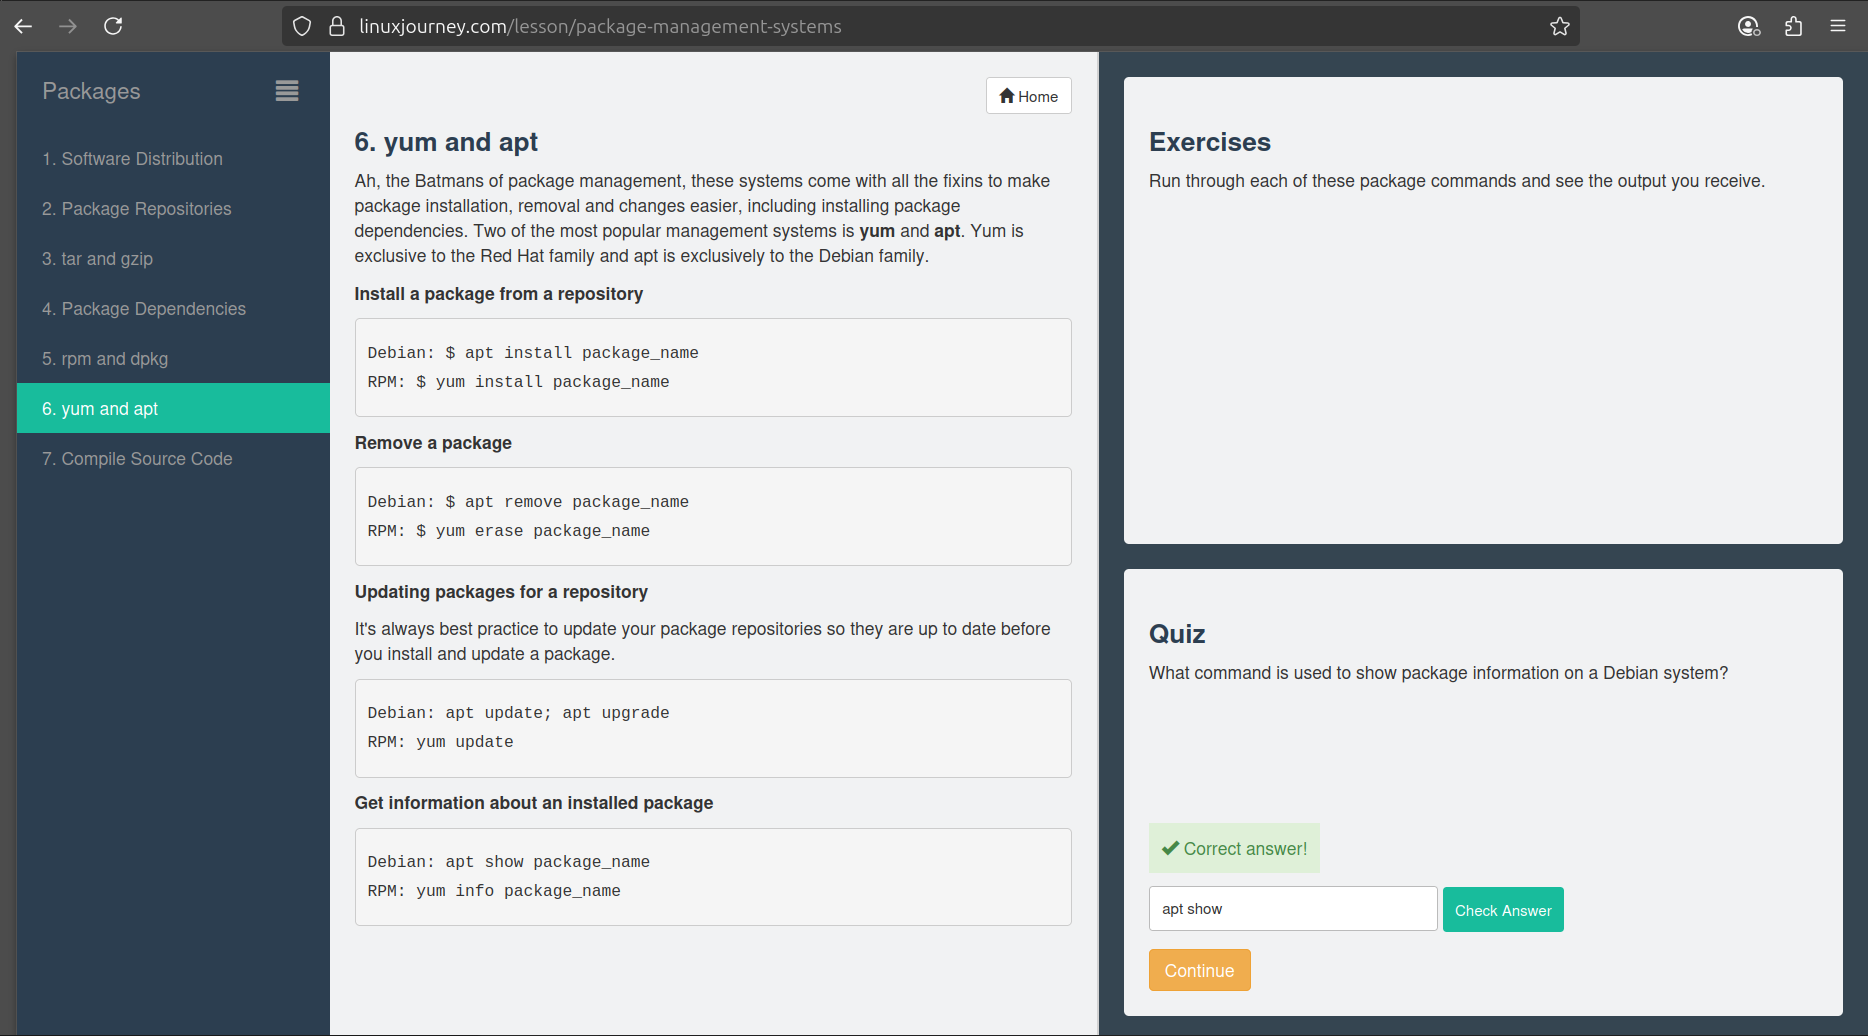 linuxjourney.com/lesson/package-management-systems
Packages
1. Software Distribution
2. Package Repositories
3. tar and gzip
4. Package Dependencies
5. rpm and dpkg
6. yum and apt
7. Compile Source Code
Home
6. yum and apt
Ah, the Batmans of package management, these systems come with all the fixins to make
package installation, removal and changes easier, including installing package
dependencies. Two of the most popular management systems is yum and apt. Yum is
exclusive to the Red Hat family and apt is exclusively to the Debian family.
Install a package from a repository
Debian: $ apt install package_name
RPM: $ yum install package_name
Remove a package
Debian: $ apt remove package_name
RPM: $ yum erase package_name
Updating packages for a repository
It's always best practice to update your package repositories so they are up to date before
you install and update a package.
Debian: apt update; apt upgrade
RPM: yum update
Get information about an installed package
Debian: apt show package_name
RPM: yum info package_name
Exercises
Run through each of these package commands and see the output you receive.
Quiz
What command is used to show package information on a Debian system?
Correct answer!
apt show
Check Answer
Continue